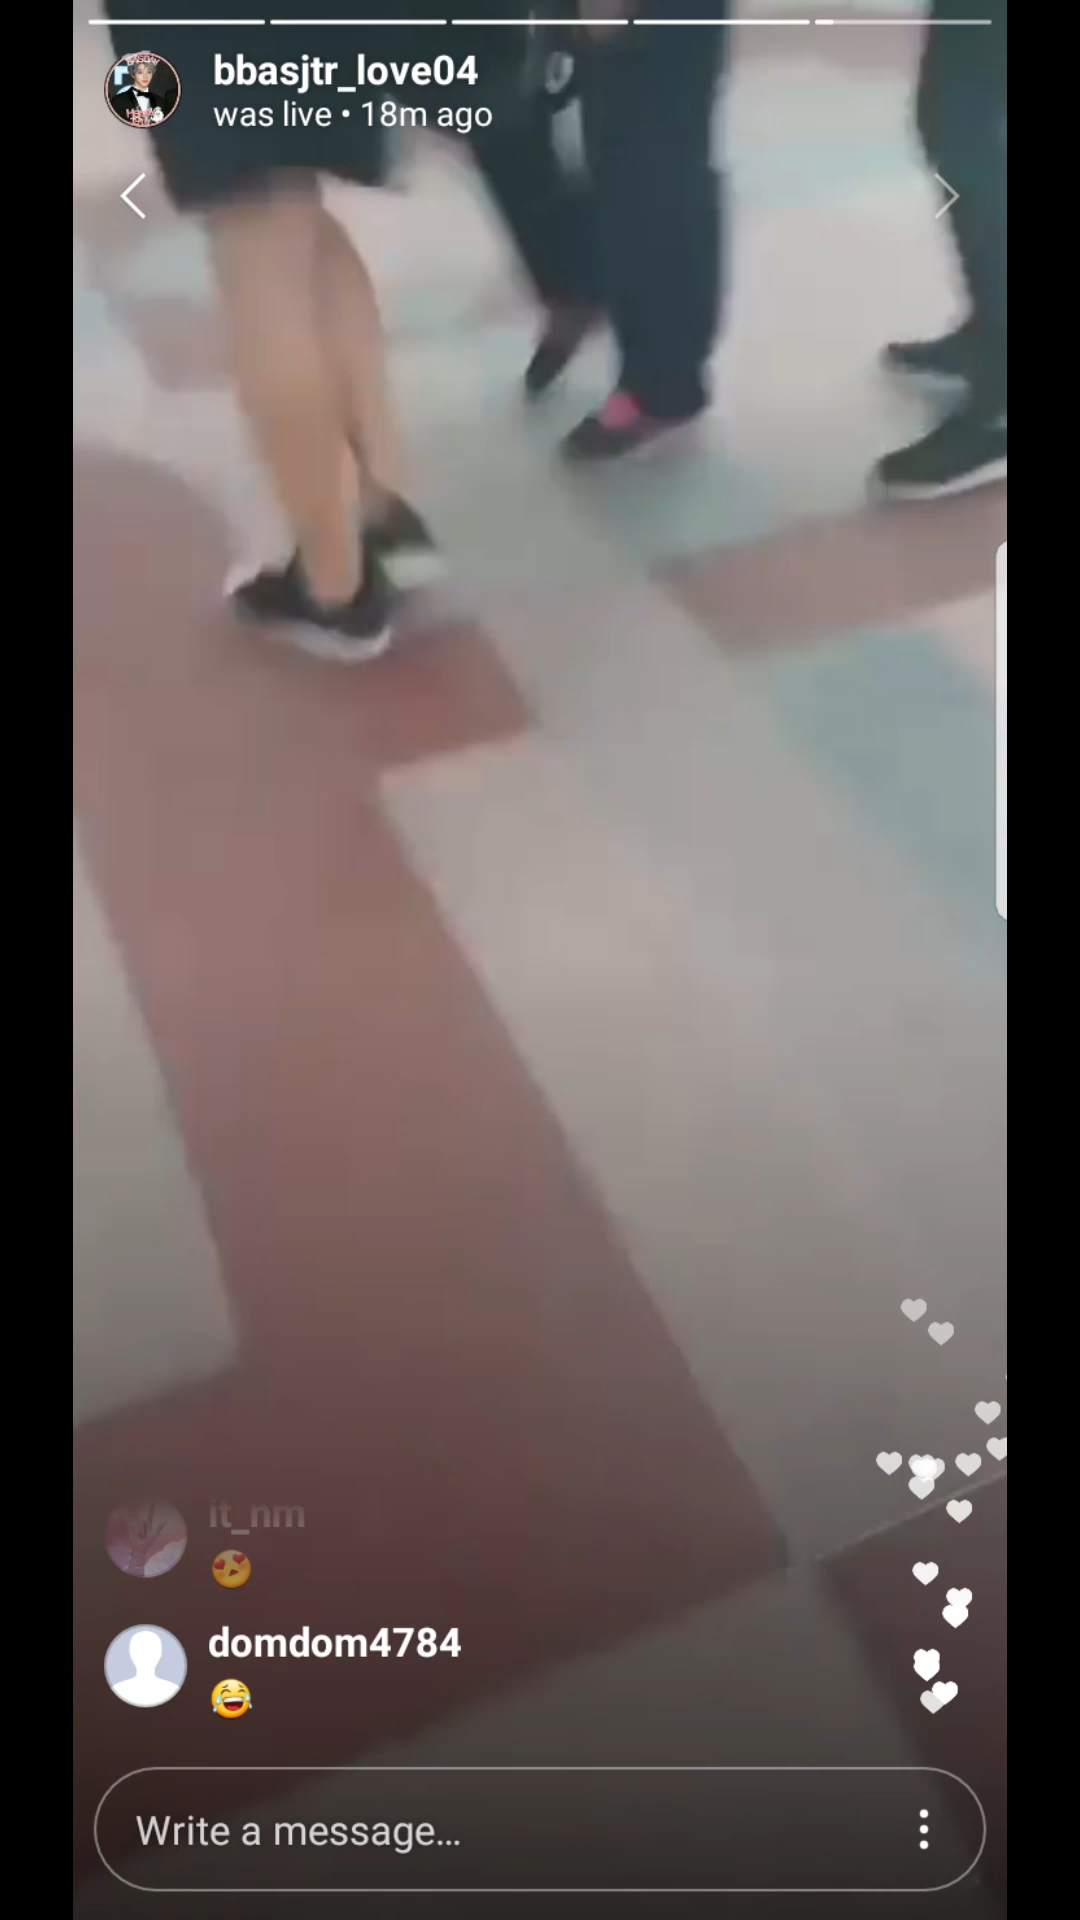 bbasjtr_love04
was live • 18m ago
it_nm
😍
domdom4784
😂
Write a message...